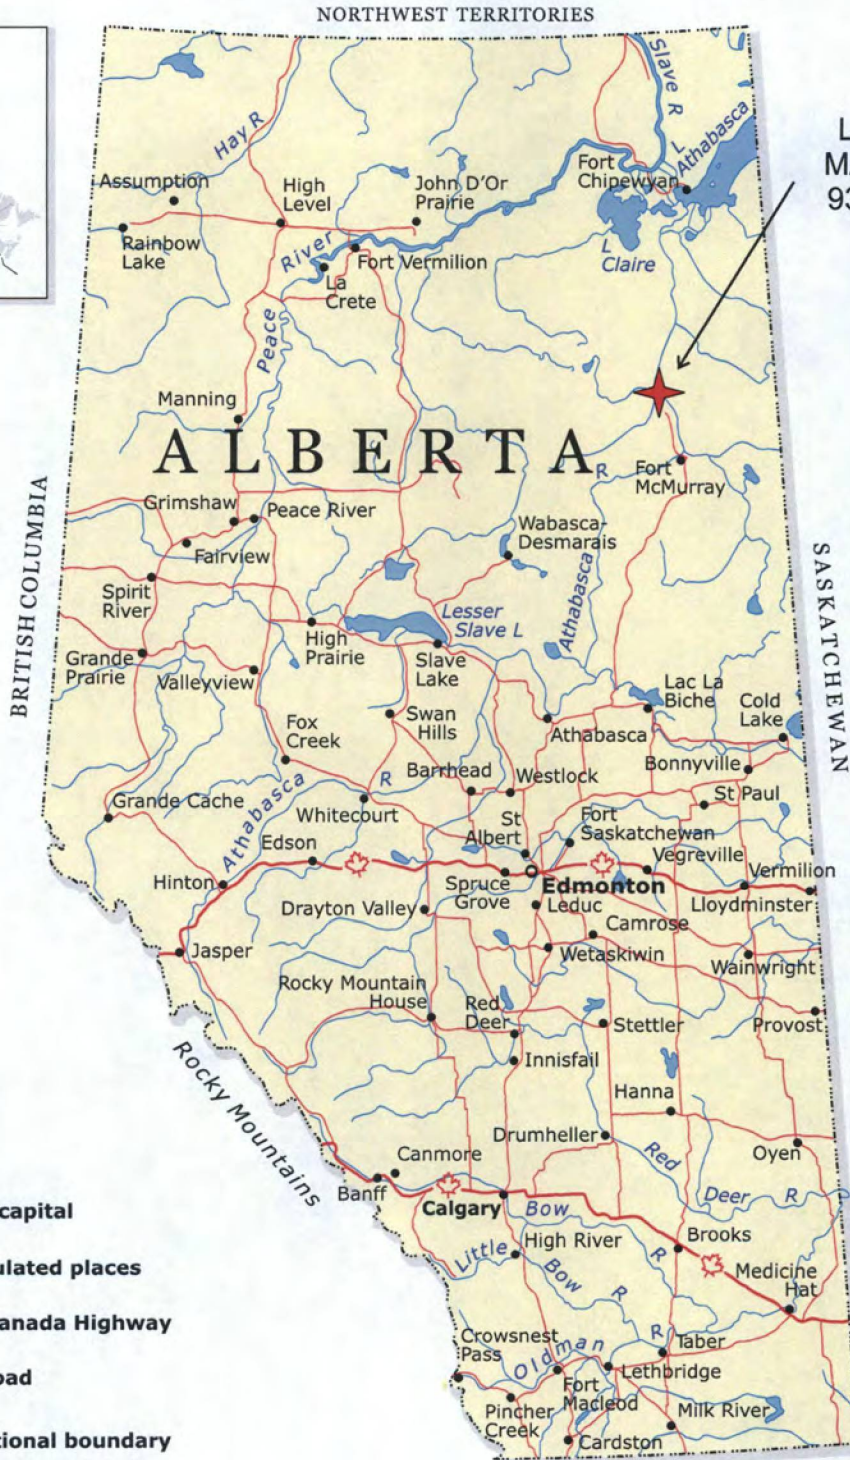 NORTHWEST TERRITORIES
Slave R
L
Athabasca
Hay R
Fort
Chipewyan
L
MA
93
Assumption
High
Level
John D'Or
Prairie
Rainbow
Lake
River
Fort Vermilion
L
Claire
La
Crete
Peace
Manning
ALBERTA
R
Fort
McMurray
BRITISH COLUMBIA
Grimshaw
Peace River
Wabasca-
Desmarais
Fairview
SASKATCHEWAN
Athabasca
Spirit
River
Lesser
Slave L
High
Prairie
Grande
Prairie
Valleyview
Slave
Lake
Lac La
Biche
Cold
Lake
Swan
Hills
Fox
Creek
Athabasca
Bonnyville
Barrhead
Westlock
R
St Paul
Grande Cache
Athabasca
Whitecourt
St
Albert
Fort
Saskatchewan
Edson
Vegreville
Vermilion
Hinton
Spruce
Grove
Edmonton
Lloydminster
Drayton Valley
Leduc
Camrose
Jasper
Wetaskiwin
Wainwright
Rocky Mountain
House
Red
Deer
Stettler
Provost
Rocky Mountains
Innisfail
Hanna
Drumheller
Oyen
Canmore
Red
Deer R
Banff
Calgary
Bow
capital
High River
Brooks
Little
Bow
R
R
ulated places
Medicine
Hat
anada Highway
Crowsnest
Pass
Oldman
R
Taber
oad
Lethbridge
Fort
Macleod
Pincher
Creek
Milk River
Cardston
tional boundary